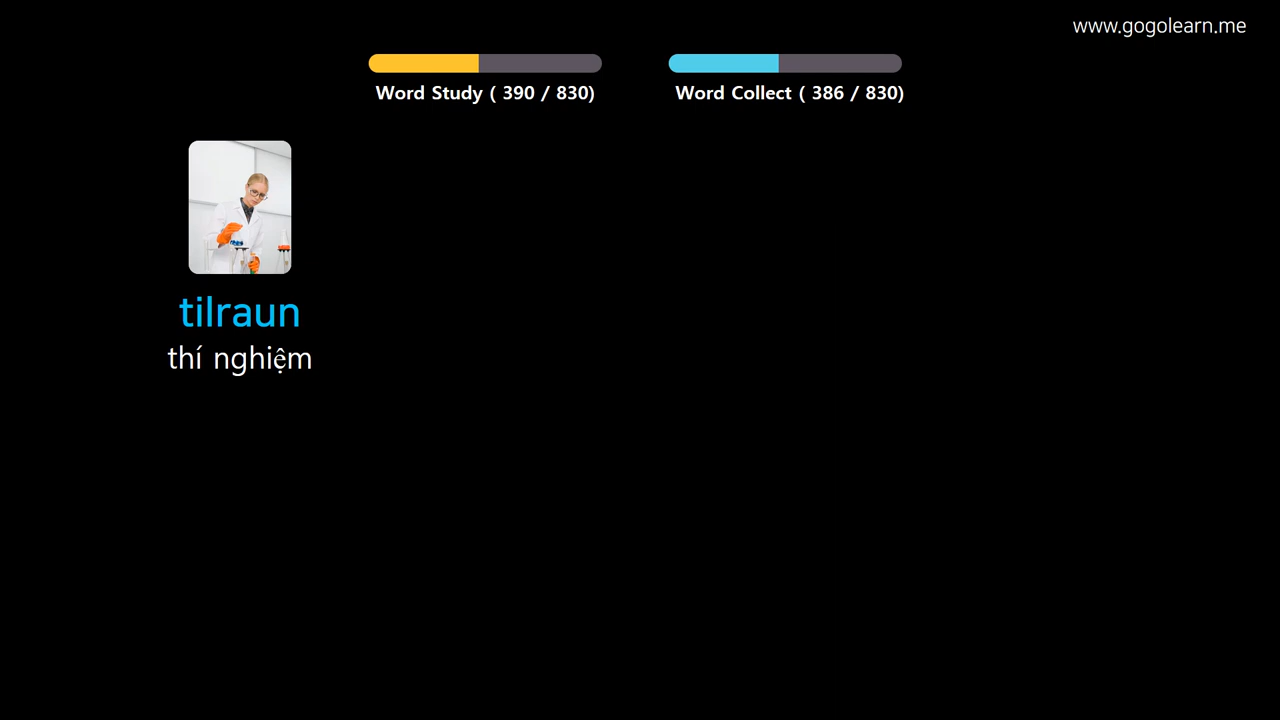 www.gogolearn.me
Word Study ( 390 / 830)
Word Collect ( 386 / 830)
tilraun
thí nghiệm